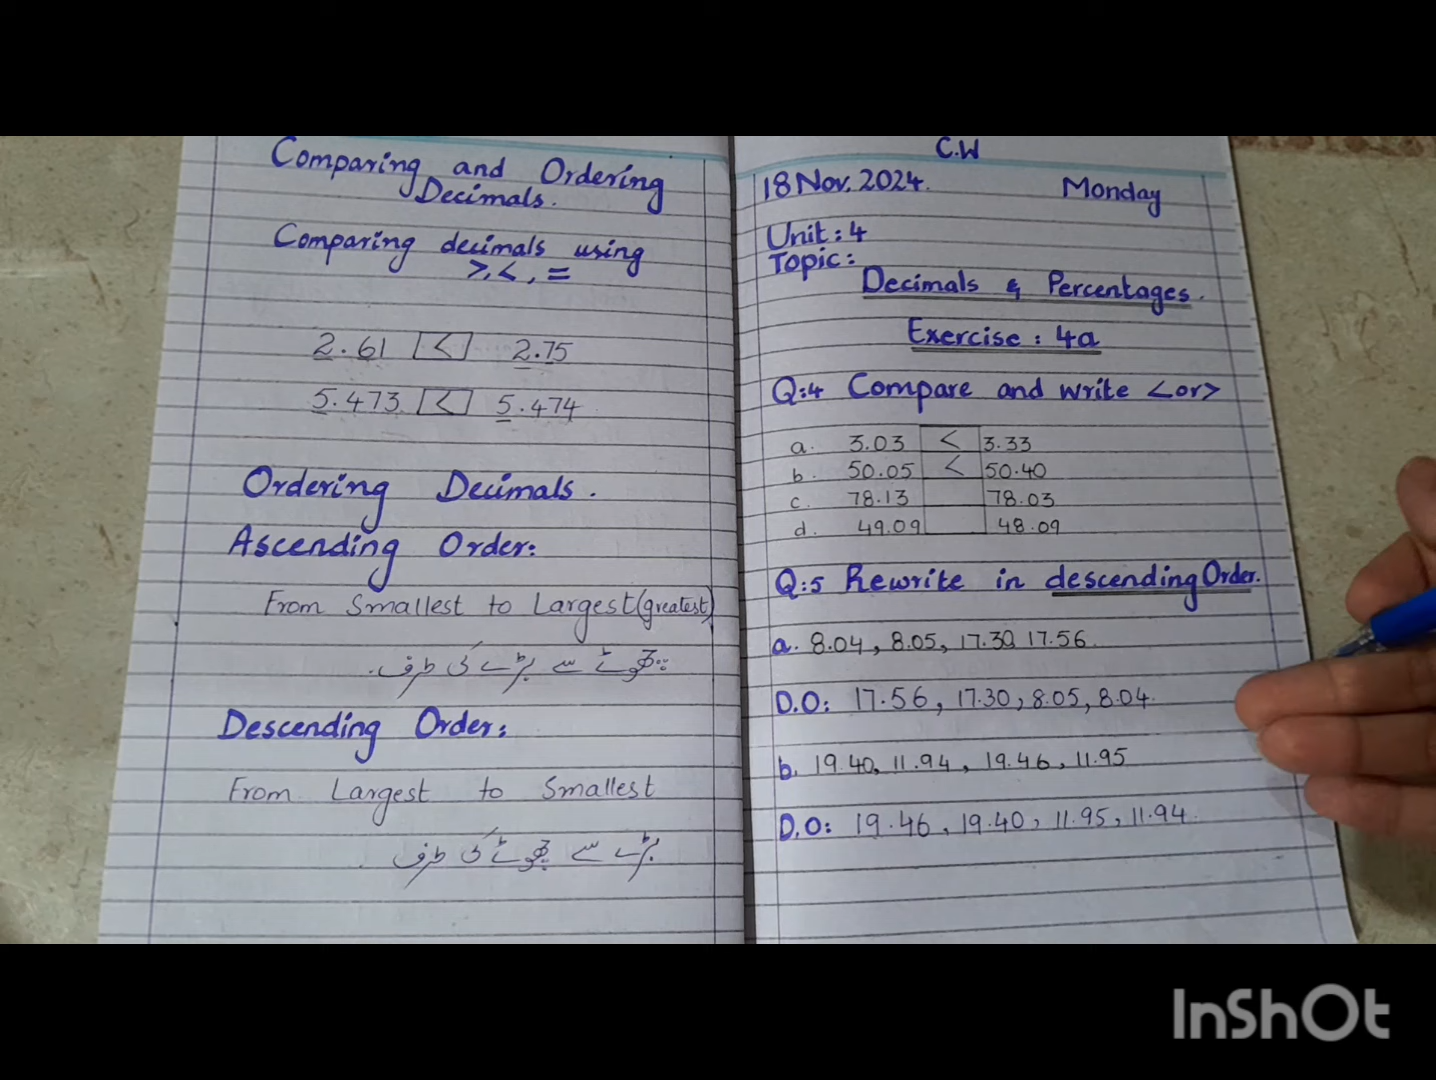 Comparing and Ordering
Decimals.
Comparing decimals using
>, <, =
2.61 < 2.75
5.473 < 5.474
Ordering Decimals.
Ascending Order:
From Smallest to Largest(greatest)
چھوٹے سے بڑے کی طرف.
Descending Order:
From Largest to Smallest
بڑے سے چھوٹے کی طرف.
C.W
18 Nov. 2024. Monday
Unit: 4
Topic:
Decimals & Percentages.
Exercise: 4a
Q:4 Compare and write <or>
a. 3.03 < 3.33
b. 50.05 < 50.40
c. 78.13 78.03
d. 49.09 48.09
Q:5 Rewrite in descending Order.
a. 8.04, 8.05, 17.30 17.56
D.O: 17.56, 17.30, 8.05, 8.04.
b. 19.40, 11.94, 19.46, 11.95
D.O: 19.46, 19.40, 11.95, 11.94.
InShOt